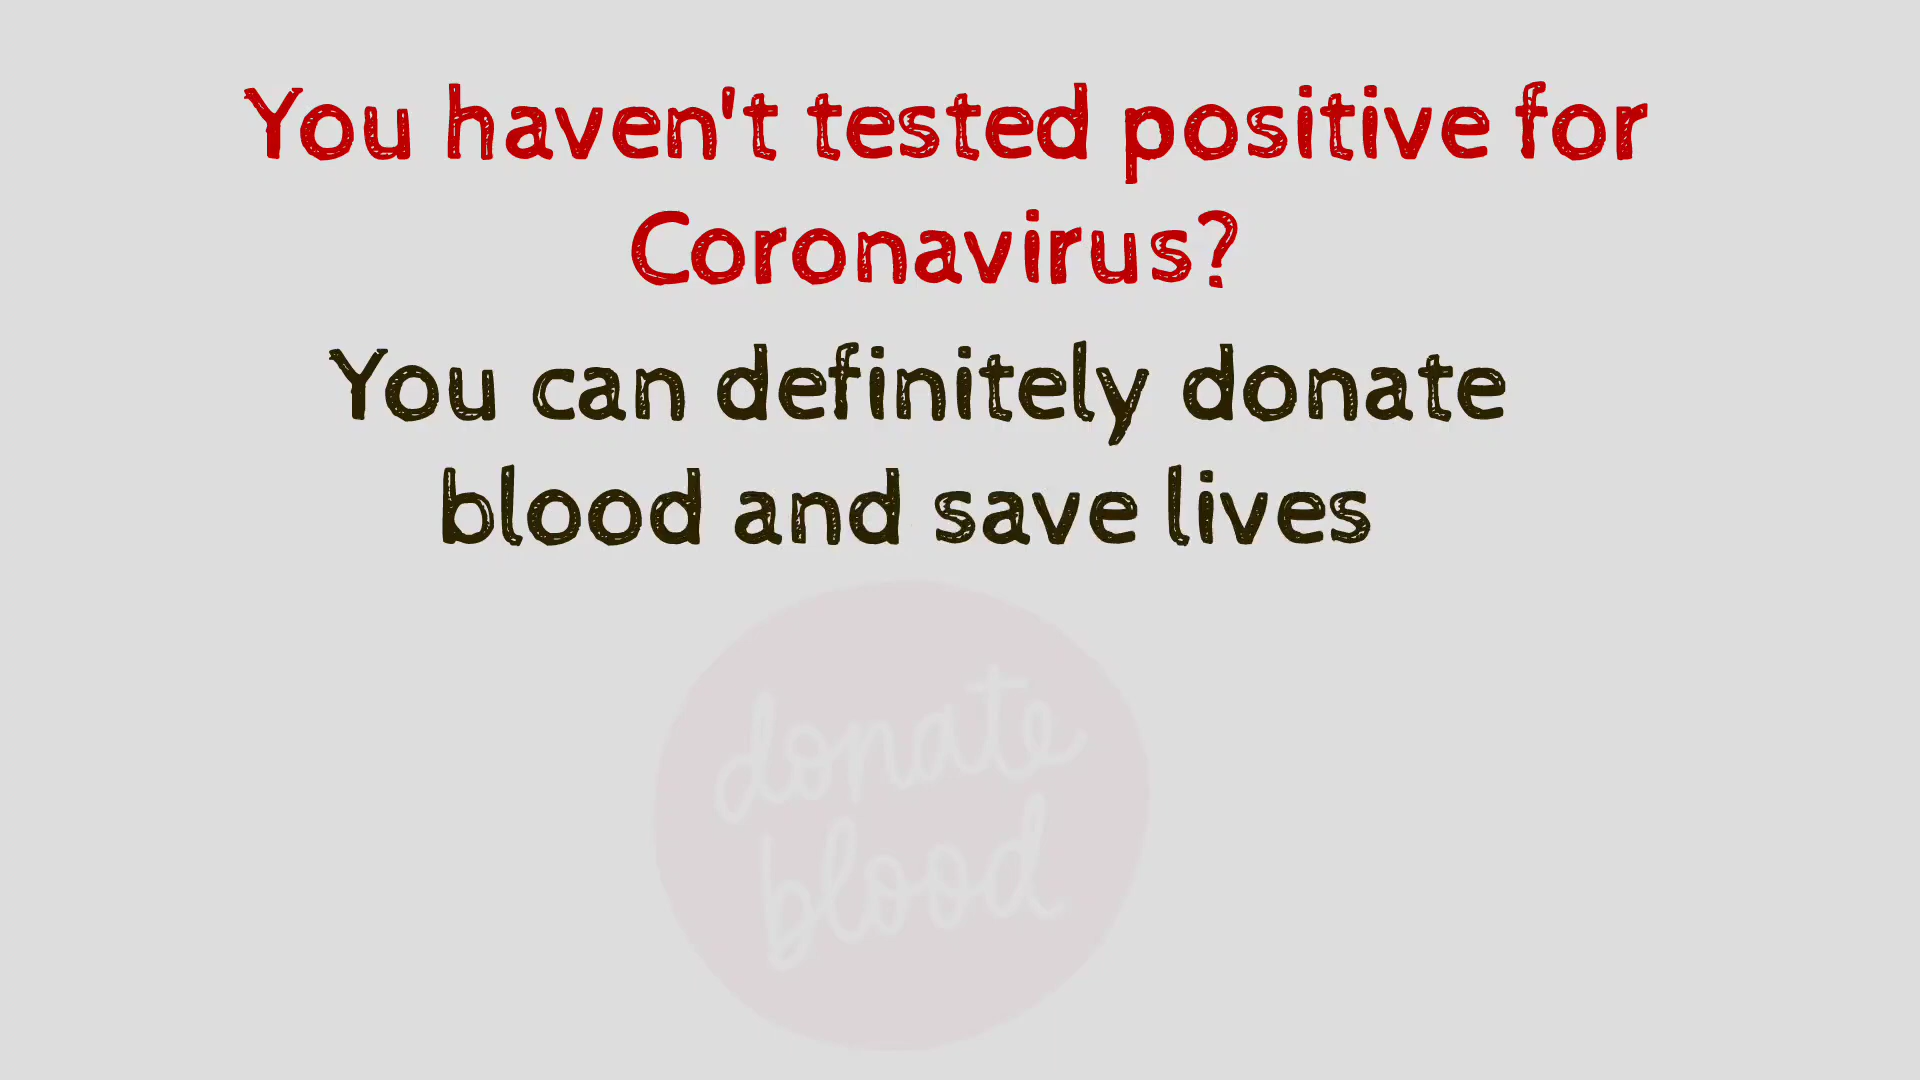 You haven't tested positive for
Coronavirus?
You can definitely donate
blood and save lives
donate
blood